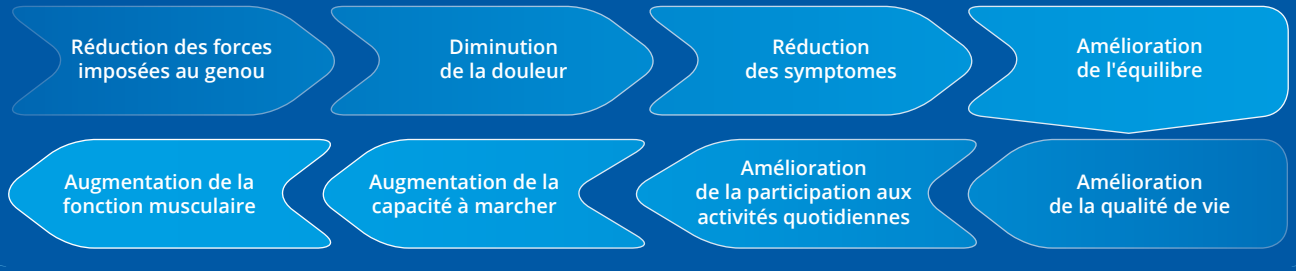 Réduction des forces
imposées au genou
Diminution
de la douleur
Réduction
des symptomes
Amélioration
de l'équilibre
Amélioration
de la qualité de vie
Amélioration
de la participation aux
activités quotidiennes
Augmentation de la
capacité à marcher
Augmentation de la
fonction musculaire